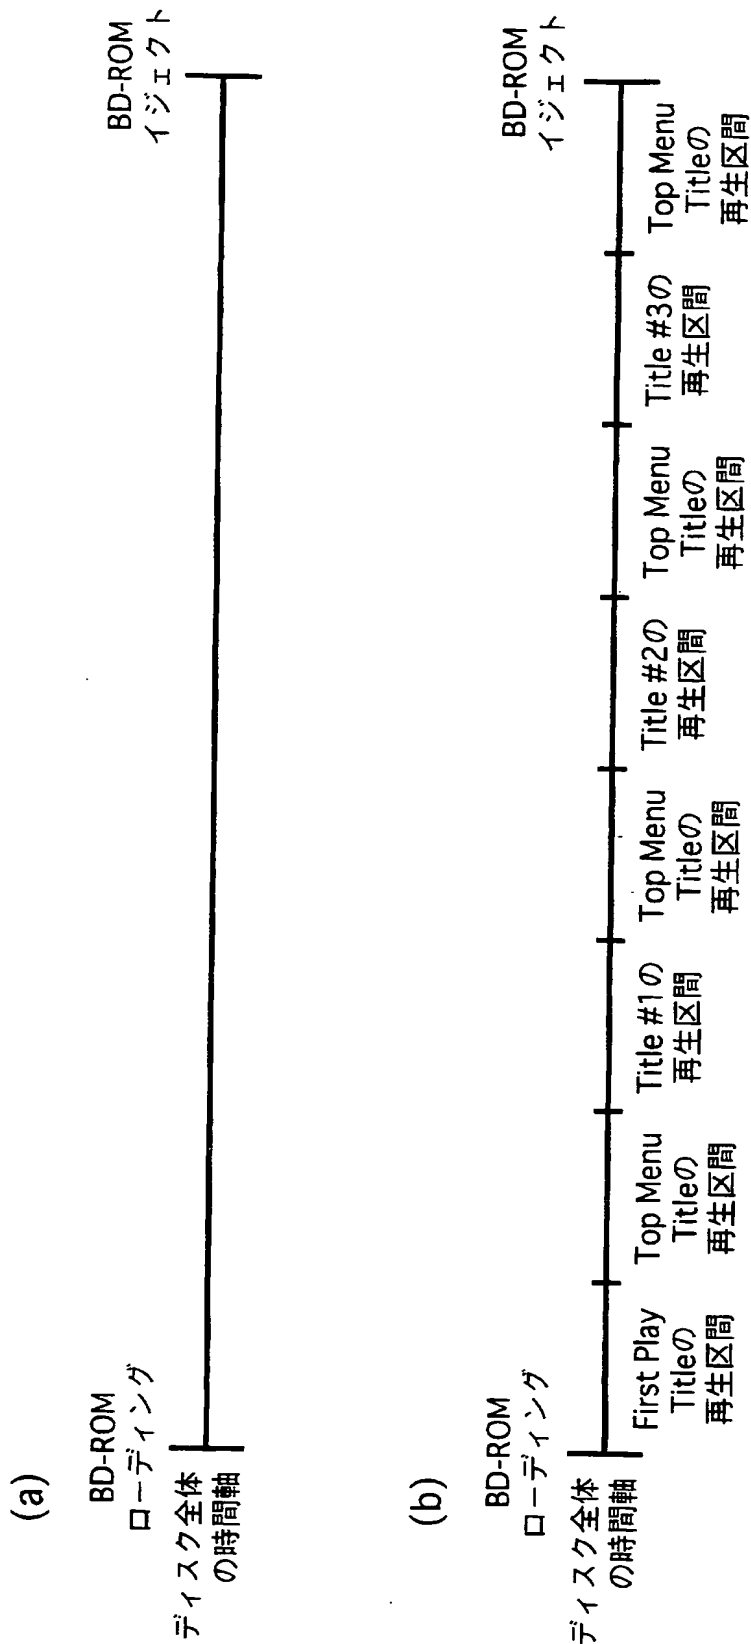 (a)
BD-ROM
ローディング
BD-ROM
イジェクト
ディスク全体
の時間軸
(b)
BD-ROM
ローディング
BD-ROM
イジェクト
ディスク全体
の時間軸
First Play
Titleの
再生区間
Top Menu
Titleの
再生区間
Title #1の
再生区間
Top Menu
Titleの
再生区間
Title #2の
再生区間
Top Menu
Titleの
再生区間
Title #3の
再生区間
Top Menu
Titleの
再生区間